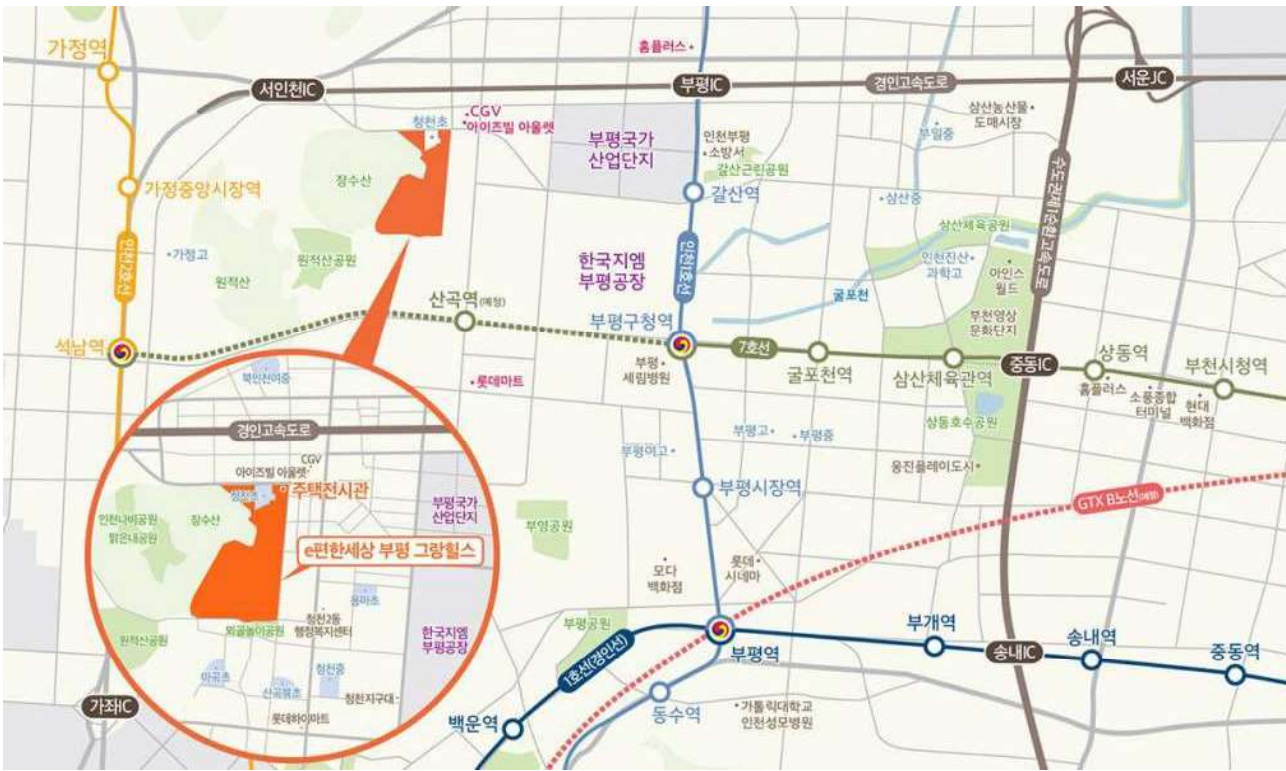 가정역
홈플러스
서인천IC
부평IC
경인고속도로
서운JC
청천초
CGV
아이즈빌 아울렛
부평국가
산업단지
인천부평
소방서
갈산근린공원
부일중
삼산농산물
도매시장
장수산
가정중앙시장역
갈산역
삼산중
수도권제1순환고속도로
인천2호선
가정고
원적산
원적산공원
한국지엠
부평공장
인천1호선
삼산체육공원
인천진산
과학고
아인스
월드
굴포천
부천영상
문화단지
산곡역(예정)
부평구청역
석남역
7호선
부평
세림병원
굴포천역
삼산체육관역
중동IC
상동역
부천시청역
홈플러스
소풍종합
터미널
현대
백화점
롯데마트
상동호수공원
북인천여중
경인고속도로
CGV
아이즈빌 아울렛
주택전시관
인천나비공원
맑은내공원
장수산
부평국가
산업단지
e편한세상 부평 그랑힐스
용마초
청천2동
행정복지센터
원적산공원
뫼골놀이공원
한국지엠
부평공장
마곡초
산곡북초
청천중
청천지구대
롯데하이마트
가좌IC
부평고
부평중
부평여고
웅진플레이도시
부평시장역
GTX B노선(예정)
부영공원
모다
백화점
롯데
시네마
부평공원
1호선(경인선)
부평역
부개역
송내IC
송내역
중동역
동수역
백운역
가톨릭대학교
인천성모병원